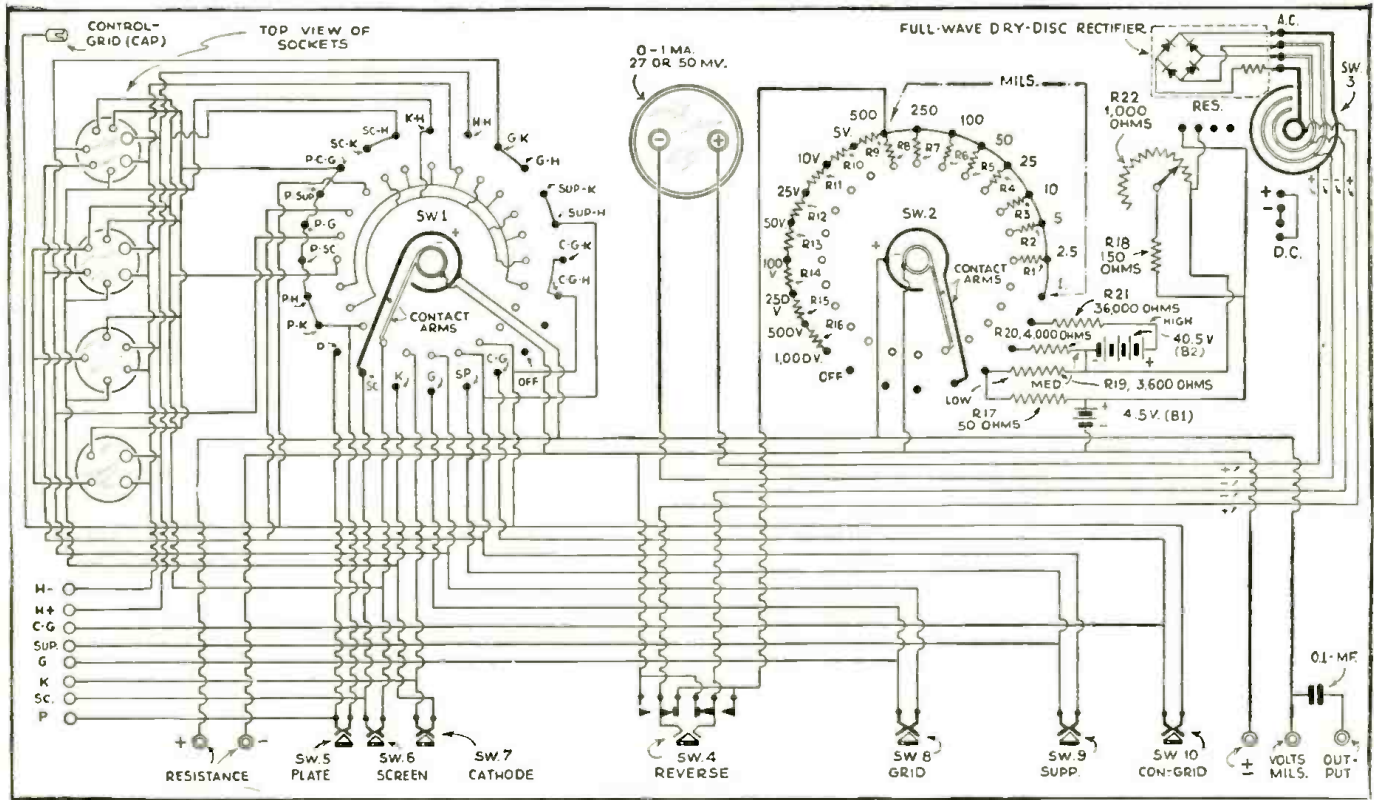 CONTROL-
GRID (CAP)
TOP VIEW OF
SOCKETS
0-1 MA.
27 OR 50 MV.
-
+
FULL-WAVE DRY-DISC RECTIFIER
A.C.
SW.
3
RES.
R22
1,000
OHMS
+
-
D.C.
SC-H
K-H
H-H
G-K
G-H
SC-K
P-C-G
P-SUP
P-G
P-SC
P-H
P-K
D
SUP-K
SUP-H
C-G-K
C-G-H
OFF
SW.1
+
-
CONTACT
ARMS
SC
K
G
SP
C-G
MILS.
500
250
100
50
25
10
5
2.5
1
5V.
10V
25V
50V
100
V
250
V
500V
1,000V.
OFF
R9
R8
R7
R6
R5
R4
R3
R2
R1
R10
R11
R12
R13
R14
R15
R16
SW.2
+
-
CONTACT
ARMS
R18
150
OHMS
R21
36,000 OHMS
HIGH
R20, 4,000 OHMS
40.5 V
(B2)
+
MED
R19, 3,600 OHMS
LOW
R17
50 OHMS
+
4.5 V. (B1)
-
H-
H+
C-G
SUP.
G
K
SC.
P
+
-
RESISTANCE
SW.5
PLATE
SW.6
SCREEN
SW.7
CATHODE
SW.4
REVERSE
SW.8
GRID
SW.9
SUPP.
SW 10
CON-GRID
±
VOLTS
MILS.
OUT-
PUT
0.1-MF.